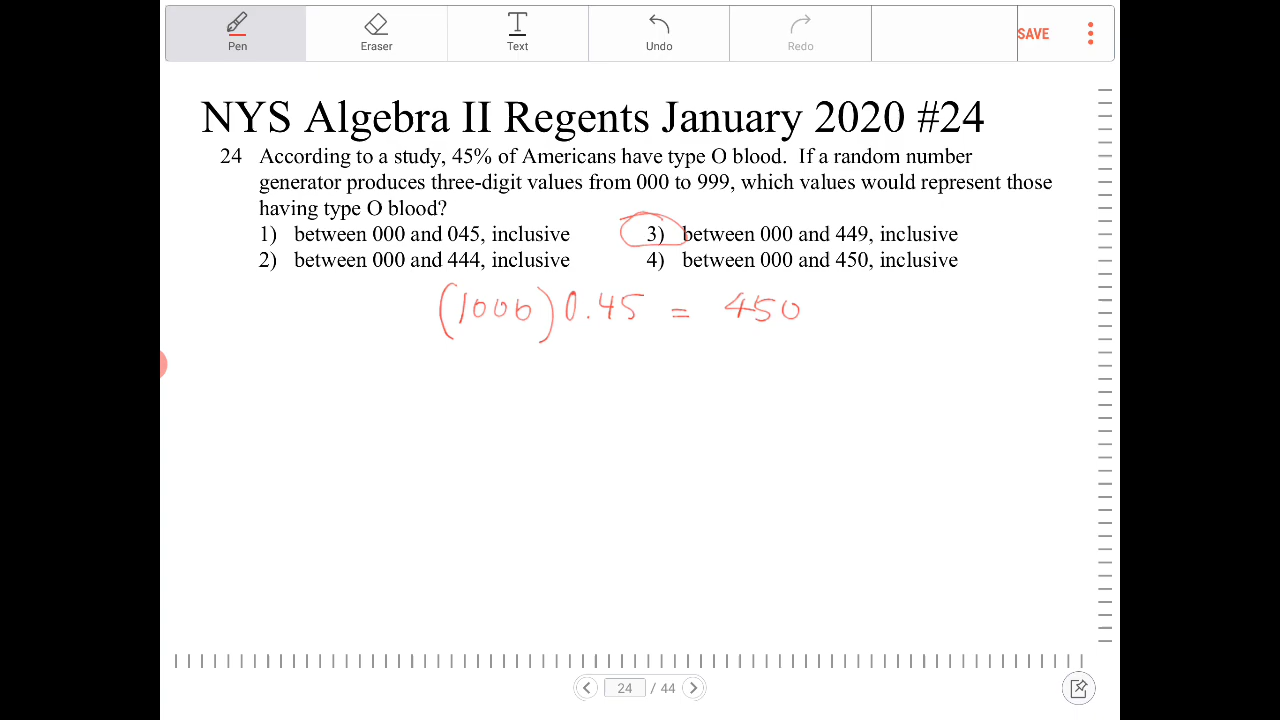 Pen Eraser Text Undo Redo SAVE
NYS Algebra II Regents January 2020 #24
24 According to a study, 45% of Americans have type O blood. If a random number
generator produces three-digit values from 000 to 999, which values would represent those
having type O blood?
1) between 000 and 045, inclusive 3) between 000 and 449, inclusive
2) between 000 and 444, inclusive 4) between 000 and 450, inclusive
(1000) 0.45 = 450
24 / 44